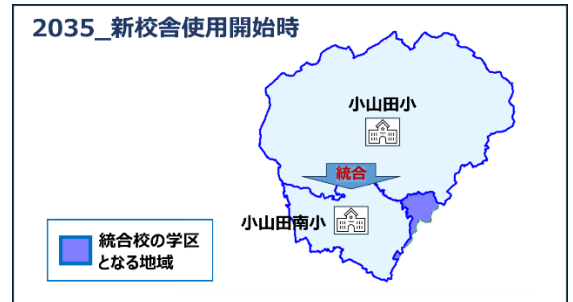 2035_新校舎使用開始時
小山田小
統合
小山田南小
統合校の学区
となる地域